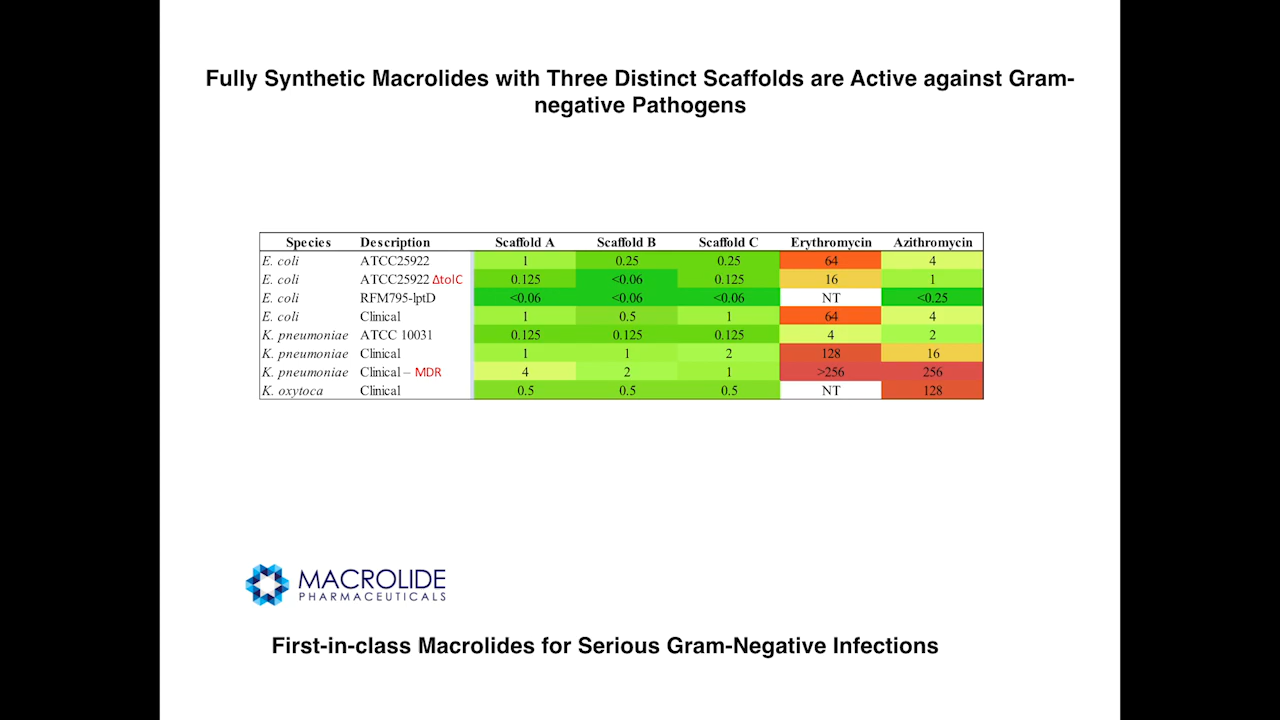 Fully Synthetic Macrolides with Three Distinct Scaffolds are Active against Gram-
negative Pathogens
Species Description Scaffold A Scaffold B Scaffold C Erythromycin Azithromycin
E. coli ATCC25922 1 0.25 0.25 64 4
E. coli ATCC25922 ΔtolC 0.125 <0.06 0.125 16 1
E. coli RFM795-lptD <0.06 <0.06 <0.06 NT <0.25
E. coli Clinical 1 0.5 1 64 4
K. pneumoniae ATCC 10031 0.125 0.125 0.125 4 2
K. pneumoniae Clinical 1 1 2 128 16
K. pneumoniae Clinical – MDR 4 2 1 >256 256
K. oxytoca Clinical 0.5 0.5 0.5 NT 128
MACROLIDE
PHARMACEUTICALS
First-in-class Macrolides for Serious Gram-Negative Infections